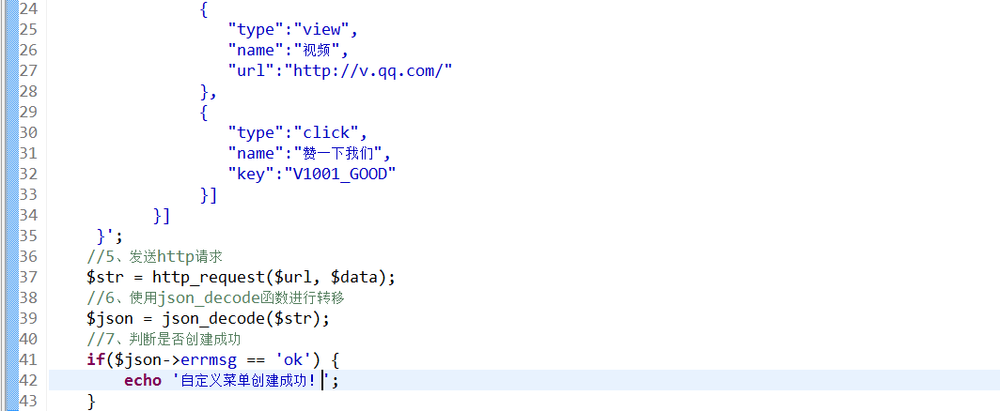 24 {
25 "type":"view",
26 "name":"视频",
27 "url":"http://v.qq.com/"
28 },
29 {
30 "type":"click",
31 "name":"赞一下我们",
32 "key":"V1001_GOOD"
33 }]
34 }]
35 }';
36 //5、发送http请求
37 $str = http_request($url, $data);
38 //6、使用json_decode函数进行转移
39 $json = json_decode($str);
40 //7、判断是否创建成功
41 if($json->errmsg == 'ok') {
42 echo '自定义菜单创建成功！';
43 }